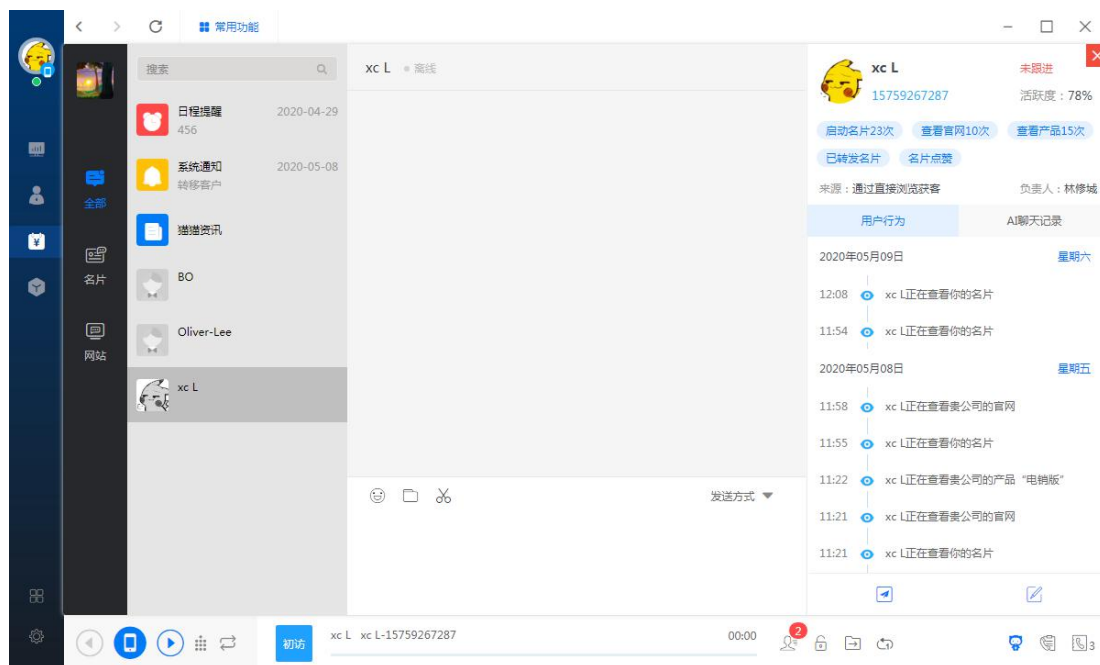 常用功能
搜索
日程提醒 2020-04-29
456
系统通知 2020-05-08
转移客户
猫猫资讯
BO
Oliver-Lee
xc L
全部
名片
网站
xc L 离线
发送方式
xc L 未跟进
15759267287 活跃度：78%
启动名片23次 查看官网10次 查看产品15次
已转发名片 名片点赞
来源：通过直接浏览获客 负责人：林修城
用户行为 AI聊天记录
2020年05月09日 星期六
12:08 xc L正在查看你的名片
11:54 xc L正在查看你的名片
2020年05月08日 星期五
11:58 xc L正在查看贵公司的官网
11:55 xc L正在查看你的名片
11:22 xc L正在查看贵公司的产品“电销版”
11:21 xc L正在查看贵公司的官网
11:21 xc L正在查看你的名片
初访 xc L xc L-15759267287 00:00 2 3